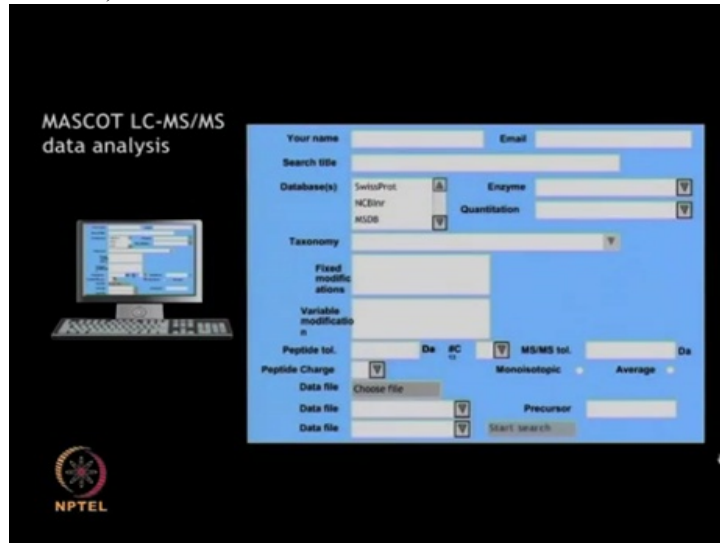 MASCOT LC-MS/MS
data analysis
Your name
Email
Search title
Database(s)
SwissProt
NCBInr
MSDB
Enzyme
Quantitation
Taxonomy
Fixed
modific
ations
Variable
modificatio
n
Peptide tol.
Da
#C
13
MS/MS tol.
Da
Peptide Charge
Monoisotopic
Average
Data file
Choose file
Data file
Precursor
Data file
Start search
NPTEL